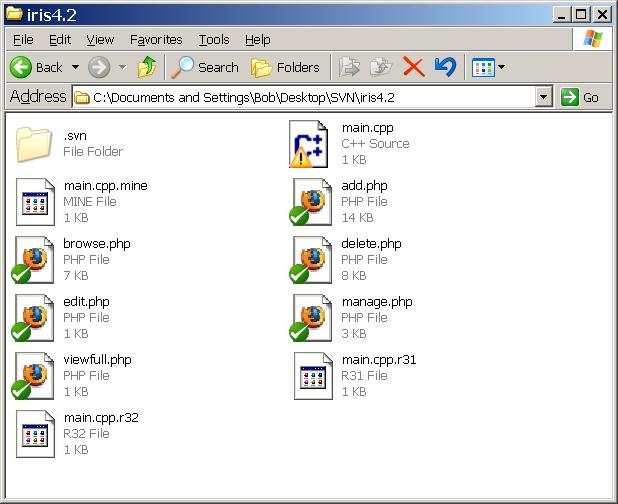 iris4.2
File Edit View Favorites Tools Help
Back Search Folders
Address C:\Documents and Settings\Bob\Desktop\SVN\iris4.2 Go
.svn
File Folder
main.cpp
C++ Source
1 KB
main.cpp.mine
MINE File
1 KB
add.php
PHP File
14 KB
browse.php
PHP File
7 KB
delete.php
PHP File
8 KB
edit.php
PHP File
1 KB
manage.php
PHP File
3 KB
viewfull.php
PHP File
1 KB
main.cpp.r31
R31 File
1 KB
main.cpp.r32
R32 File
1 KB